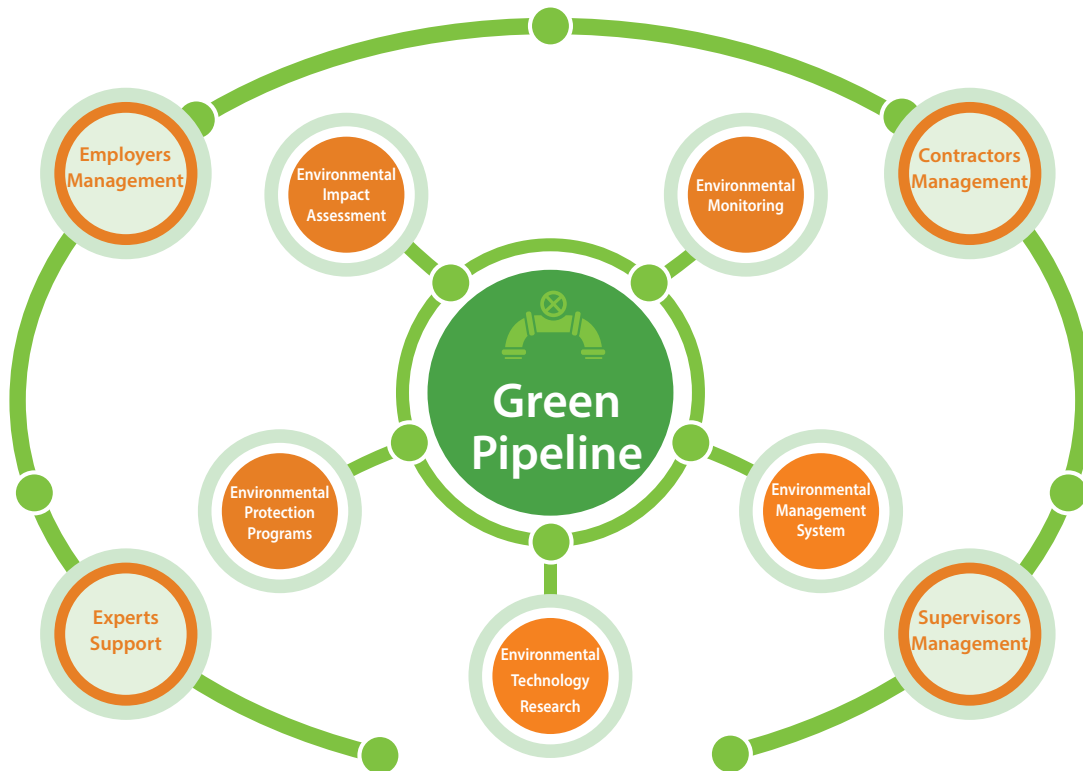 Employers
Management
Environmental
Impact
Assessment
Environmental
Monitoring
Contractors
Management
Green
Pipeline
Environmental
Protection
Programs
Environmental
Management
System
Experts
Support
Environmental
Technology
Research
Supervisors
Management